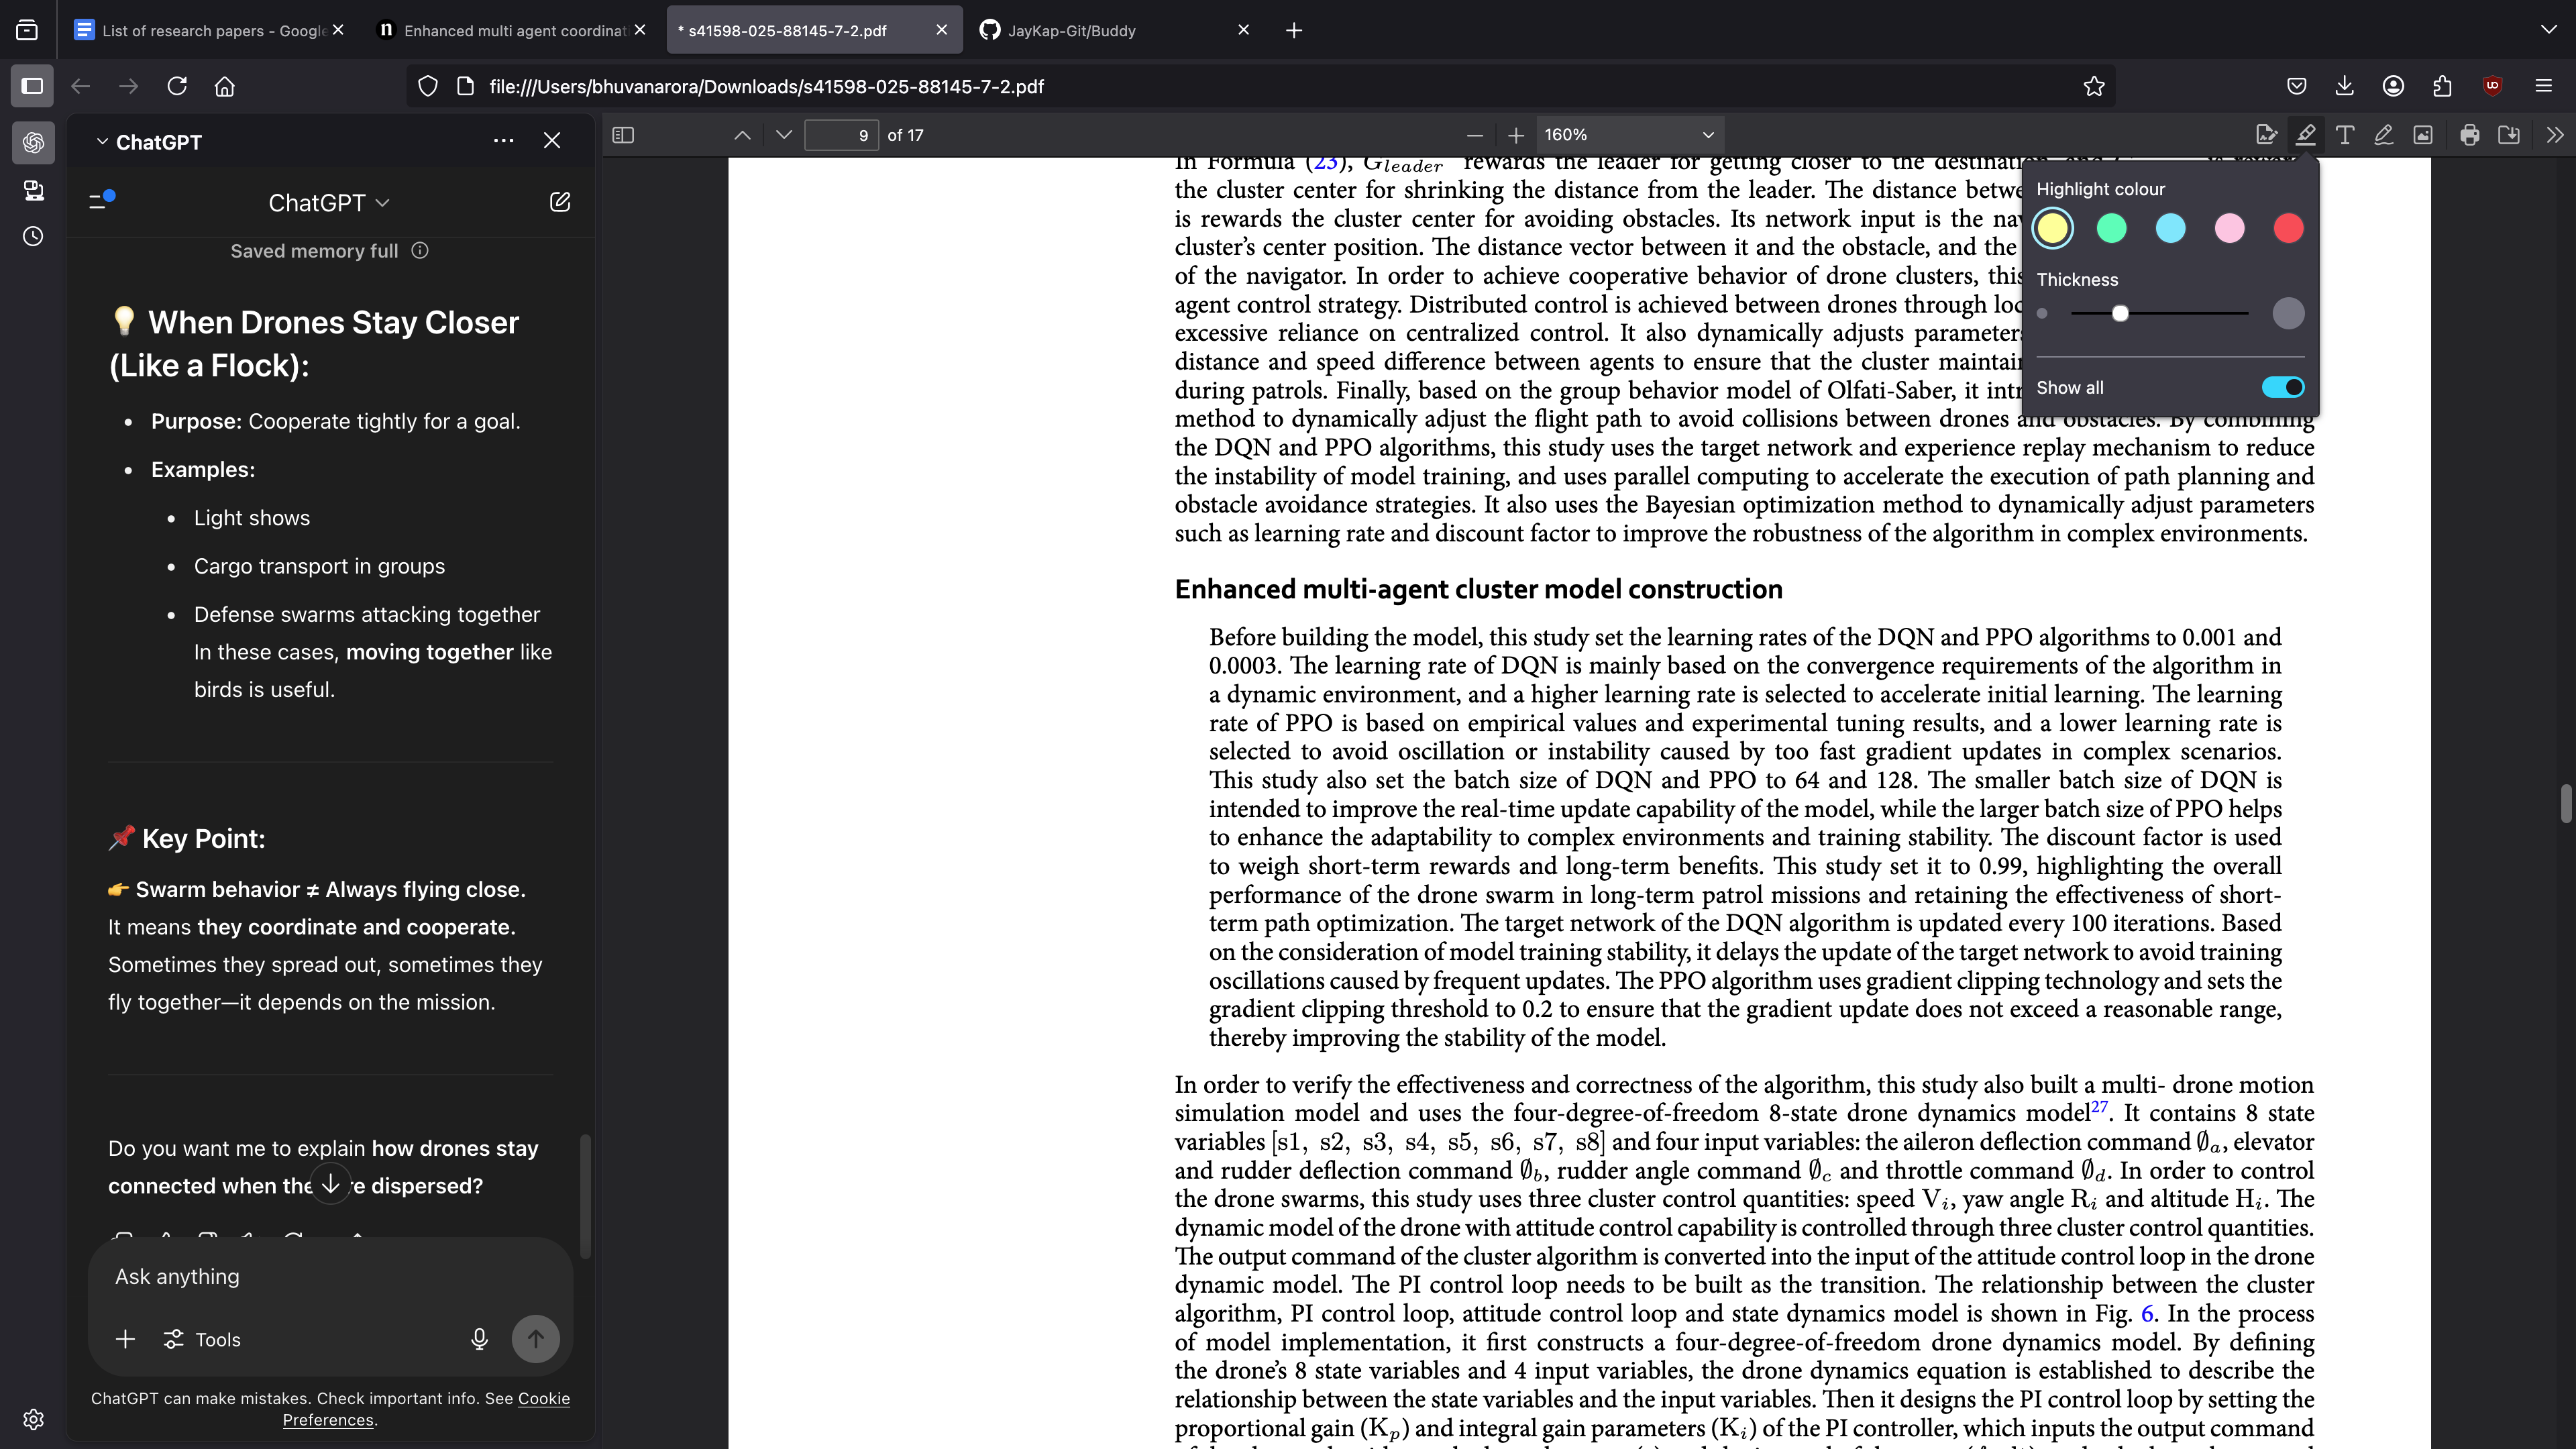 List of research papers - Google
Enhanced multi agent coordinat
* s41598-025-88145-7-2.pdf
JayKap-Git/Buddy
file:///Users/bhuvanarora/Downloads/s41598-025-88145-7-2.pdf
ChatGPT
ChatGPT
Saved memory full
💡 When Drones Stay Closer
(Like a Flock):
• Purpose: Cooperate tightly for a goal.
• Examples:
• Light shows
• Cargo transport in groups
• Defense swarms attacking together
In these cases, moving together like
birds is useful.
📌 Key Point:
👉 Swarm behavior ≠ Always flying close.
It means they coordinate and cooperate.
Sometimes they spread out, sometimes they
fly together—it depends on the mission.
Do you want me to explain how drones stay
connected when the re dispersed?
Ask anything
Tools
ChatGPT can make mistakes. Check important info. See Cookie
Preferences.
9 of 17
160%
Highlight colour
Thickness
Show all
In Formula (23), G_leader rewards the leader for getting closer to the destination,
the cluster center for shrinking the distance from the leader. The distance betwe
is rewards the cluster center for avoiding obstacles. Its network input is the nav
cluster's center position. The distance vector between it and the obstacle, and the
of the navigator. In order to achieve cooperative behavior of drone clusters, this
agent control strategy. Distributed control is achieved between drones through loc
excessive reliance on centralized control. It also dynamically adjusts parameters
distance and speed difference between agents to ensure that the cluster maintain
during patrols. Finally, based on the group behavior model of Olfati-Saber, it intr
method to dynamically adjust the flight path to avoid collisions between drones and obstacles. By combining
the DQN and PPO algorithms, this study uses the target network and experience replay mechanism to reduce
the instability of model training, and uses parallel computing to accelerate the execution of path planning and
obstacle avoidance strategies. It also uses the Bayesian optimization method to dynamically adjust parameters
such as learning rate and discount factor to improve the robustness of the algorithm in complex environments.
Enhanced multi-agent cluster model construction
Before building the model, this study set the learning rates of the DQN and PPO algorithms to 0.001 and
0.0003. The learning rate of DQN is mainly based on the convergence requirements of the algorithm in
a dynamic environment, and a higher learning rate is selected to accelerate initial learning. The learning
rate of PPO is based on empirical values and experimental tuning results, and a lower learning rate is
selected to avoid oscillation or instability caused by too fast gradient updates in complex scenarios.
This study also set the batch size of DQN and PPO to 64 and 128. The smaller batch size of DQN is
intended to improve the real-time update capability of the model, while the larger batch size of PPO helps
to enhance the adaptability to complex environments and training stability. The discount factor is used
to weigh short-term rewards and long-term benefits. This study set it to 0.99, highlighting the overall
performance of the drone swarm in long-term patrol missions and retaining the effectiveness of short-
term path optimization. The target network of the DQN algorithm is updated every 100 iterations. Based
on the consideration of model training stability, it delays the update of the target network to avoid training
oscillations caused by frequent updates. The PPO algorithm uses gradient clipping technology and sets the
gradient clipping threshold to 0.2 to ensure that the gradient update does not exceed a reasonable range,
thereby improving the stability of the model.
In order to verify the effectiveness and correctness of the algorithm, this study also built a multi- drone motion
simulation model and uses the four-degree-of-freedom 8-state drone dynamics model27. It contains 8 state
variables [s1, s2, s3, s4, s5, s6, s7, s8] and four input variables: the aileron deflection command ∅a, elevator
and rudder deflection command ∅b, rudder angle command ∅c and throttle command ∅d. In order to control
the drone swarms, this study uses three cluster control quantities: speed Vi, yaw angle Ri and altitude Hi. The
dynamic model of the drone with attitude control capability is controlled through three cluster control quantities.
The output command of the cluster algorithm is converted into the input of the attitude control loop in the drone
dynamic model. The PI control loop needs to be built as the transition. The relationship between the cluster
algorithm, PI control loop, attitude control loop and state dynamics model is shown in Fig. 6. In the process
of model implementation, it first constructs a four-degree-of-freedom drone dynamics model. By defining
the drone's 8 state variables and 4 input variables, the drone dynamics equation is established to describe the
relationship between the state variables and the input variables. Then it designs the PI control loop by setting the
proportional gain (Kp) and integral gain parameters (Ki) of the PI controller, which inputs the output command